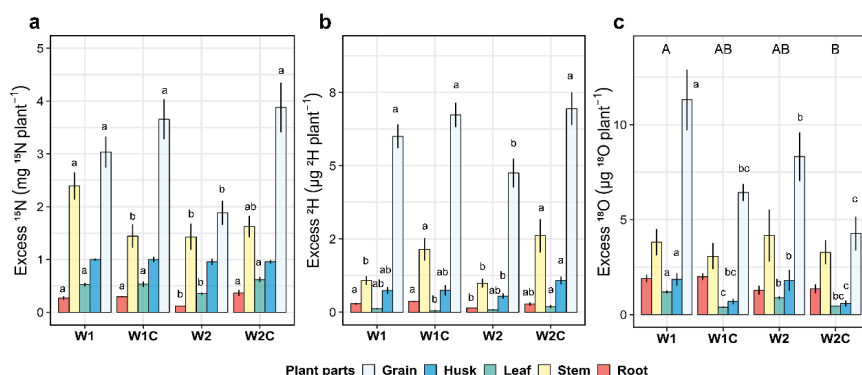 a
b
c
Excess ¹⁵N (mg ¹⁵N plant⁻¹)
5
4
3
2
1
0
a a a a
a b b b ab
a a a b a
a b a
W1 W1C W2 W2C
Excess ²H (µg ²H plant⁻¹)
8
5
2
0
a a b a
b a b a
ab a ab a
ab b ab a
b a
W1 W1C W2 W2C
Excess ¹⁸O (µg ¹⁸O plant⁻¹)
10
5
0
A AB AB B
a bc b c
a a bc b b c
c bc
W1 W1C W2 W2C
Plant parts Grain Husk Leaf Stem Root